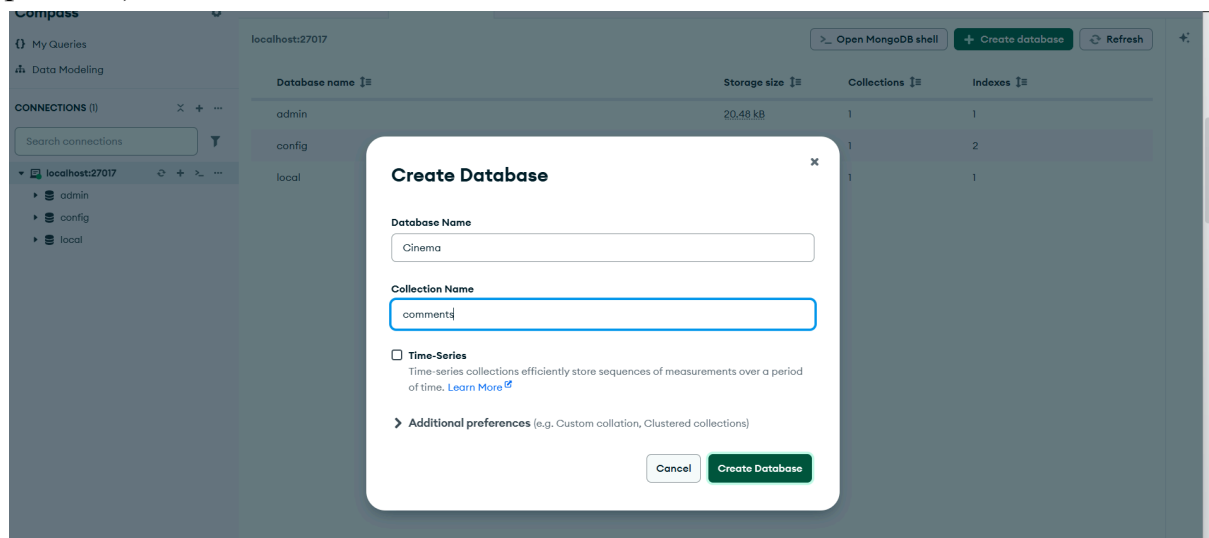 Compass
{} My Queries
Data Modeling
CONNECTIONS (1)
Search connections
localhost:27017
admin
config
local
localhost:27017
>_ Open MongoDB shell
+ Create database
Refresh
Database name
Storage size
Collections
Indexes
admin 20.48 kB 1 1
config 1 2
local 1 1
Create Database
Database Name
Cinema
Collection Name
comments
Time-Series
Time-series collections efficiently store sequences of measurements over a period
of time. Learn More
Additional preferences (e.g. Custom collation, Clustered collections)
Cancel
Create Database